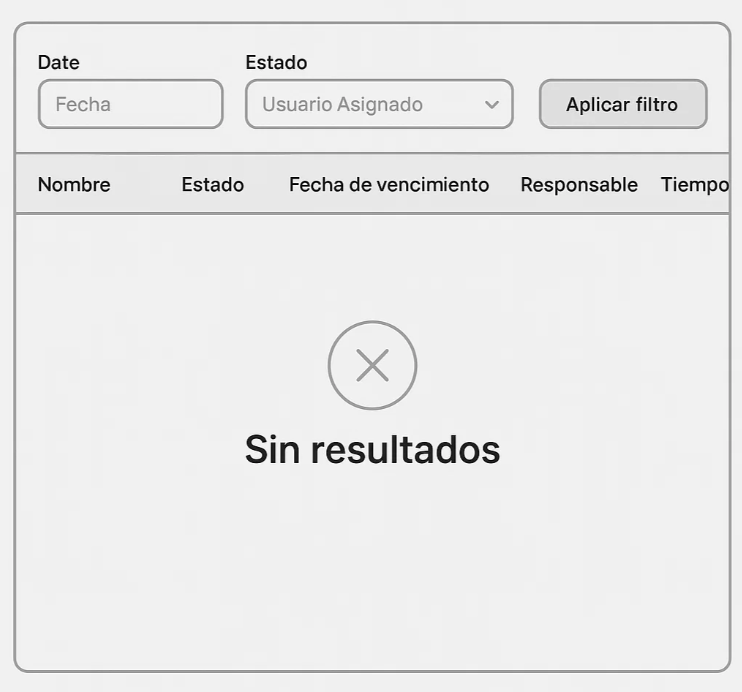 Date Estado
Fecha Usuario Asignado Aplicar filtro
Nombre Estado Fecha de vencimiento Responsable Tiempo
Sin resultados